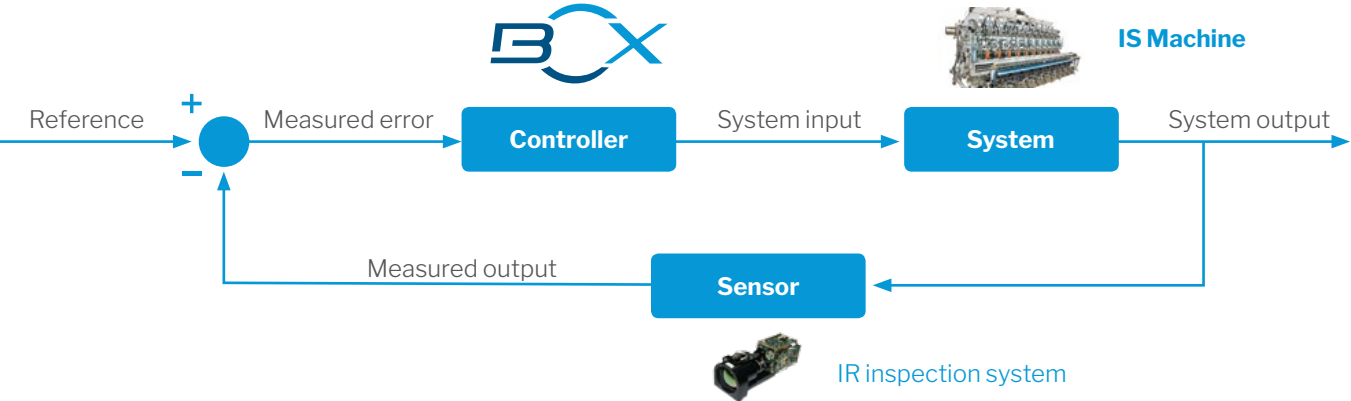 BOX
IS Machine
+
Reference
Measured error
Controller
System input
System
System output
−
Measured output
Sensor
IR inspection system